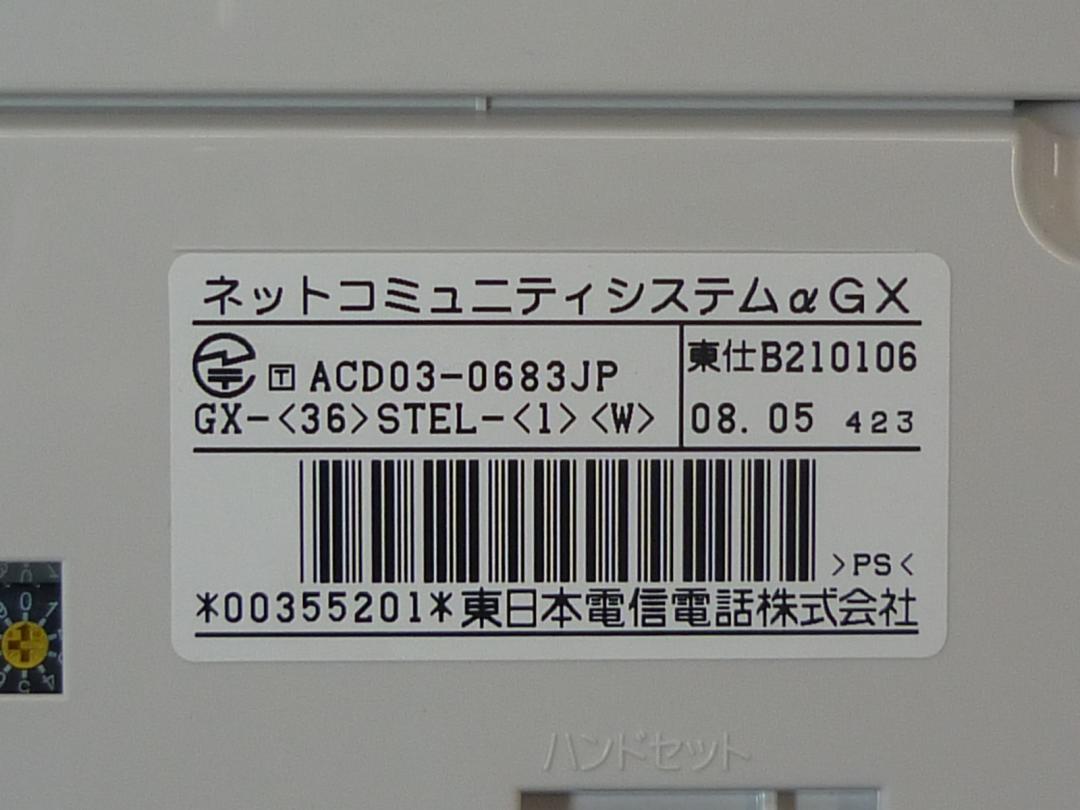 ネットコミュニティシステムαGX
T ACD03-0683JP
GX-<36>STEL-<1><W>
東仕B210106
08.05 423
>PS<
*00355201*東日本電信電話株式会社
0
ハンドセット